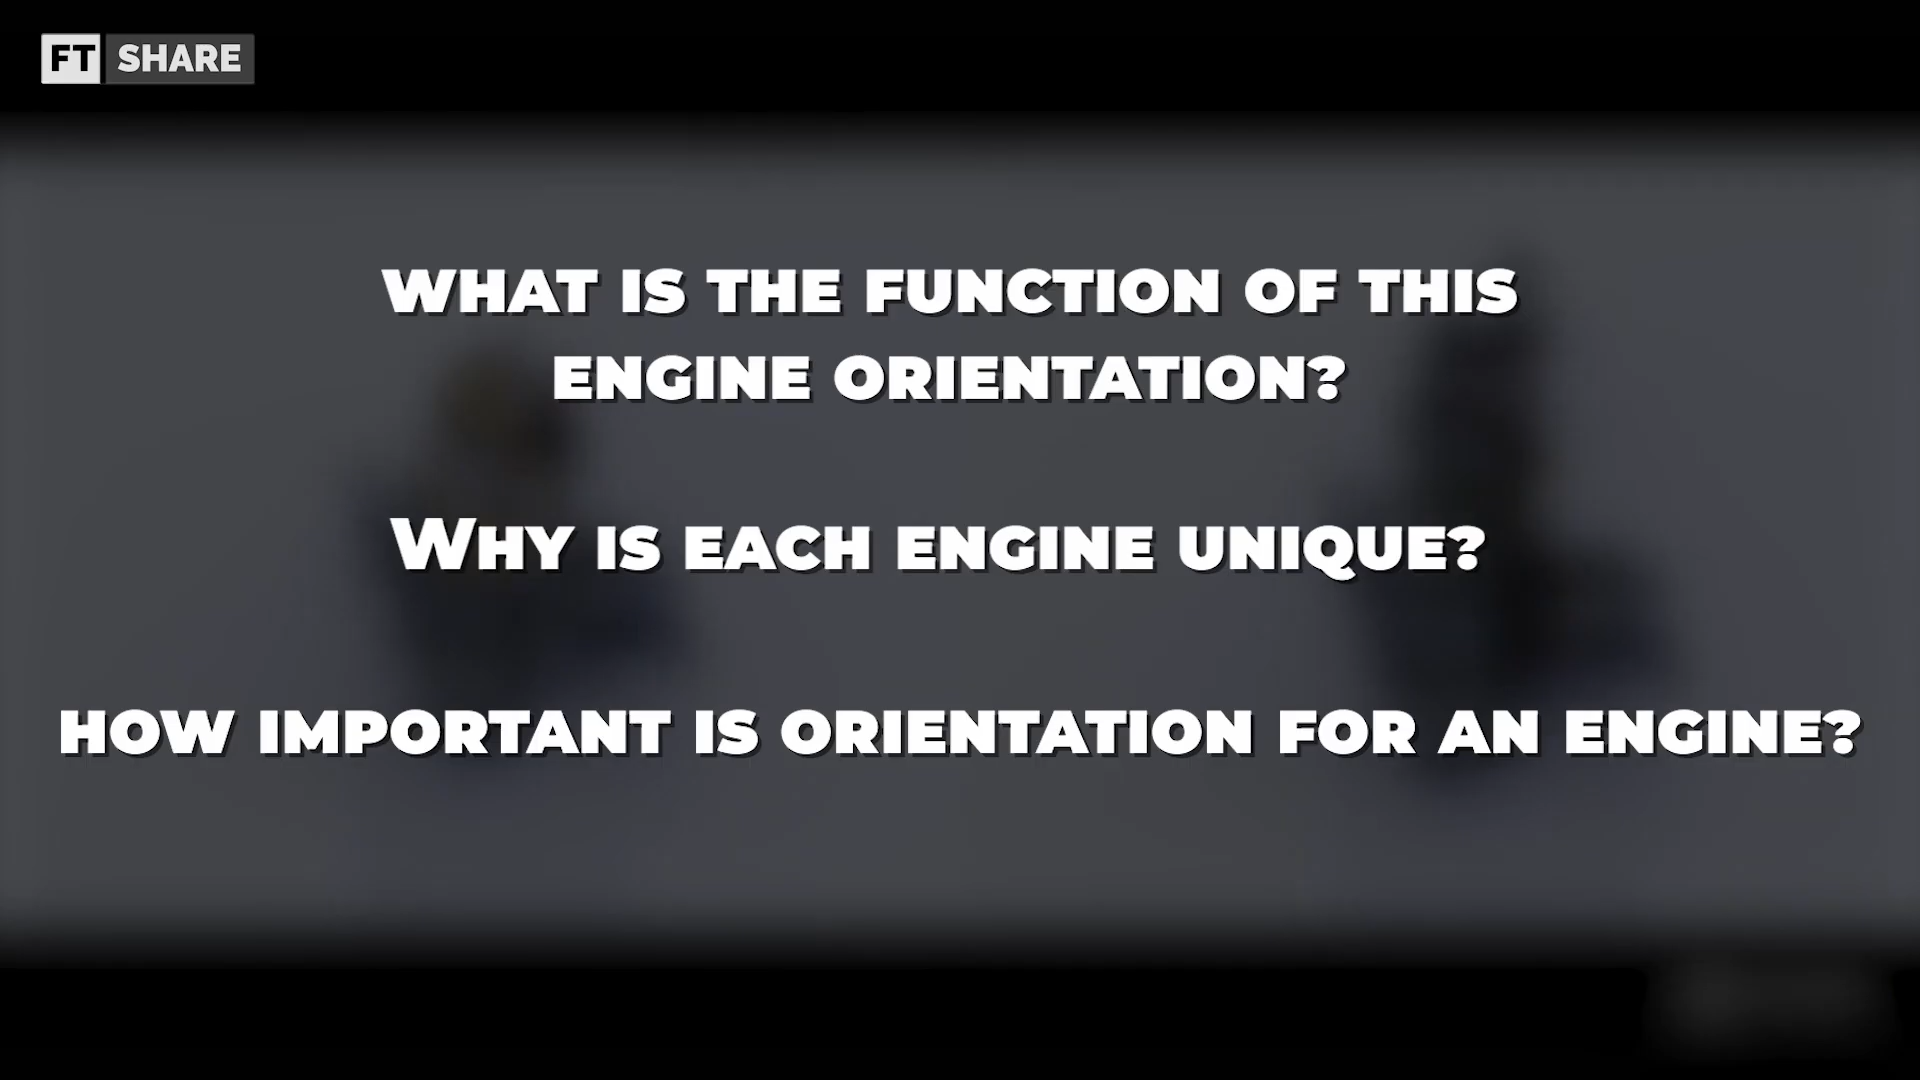 FT SHARE
WHAT IS THE FUNCTION OF THIS
ENGINE ORIENTATION?
WHY IS EACH ENGINE UNIQUE?
HOW IMPORTANT IS ORIENTATION FOR AN ENGINE?